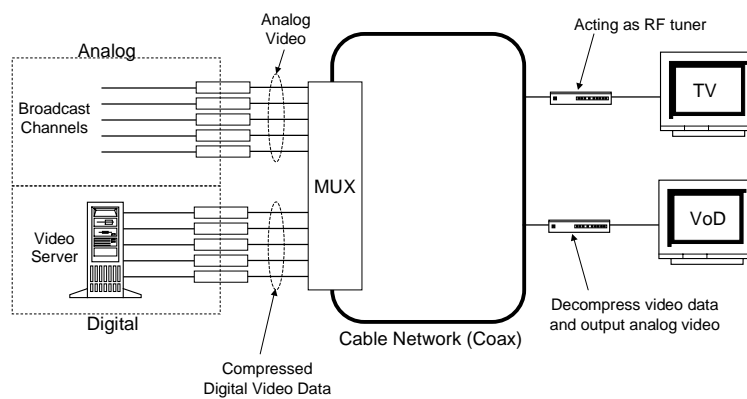 Analog
Video
Acting as RF tuner
Analog
Broadcast
Channels
TV
MUX
Video
Server
VoD
Digital
Decompress video data
and output analog video
Cable Network (Coax)
Compressed
Digital Video Data